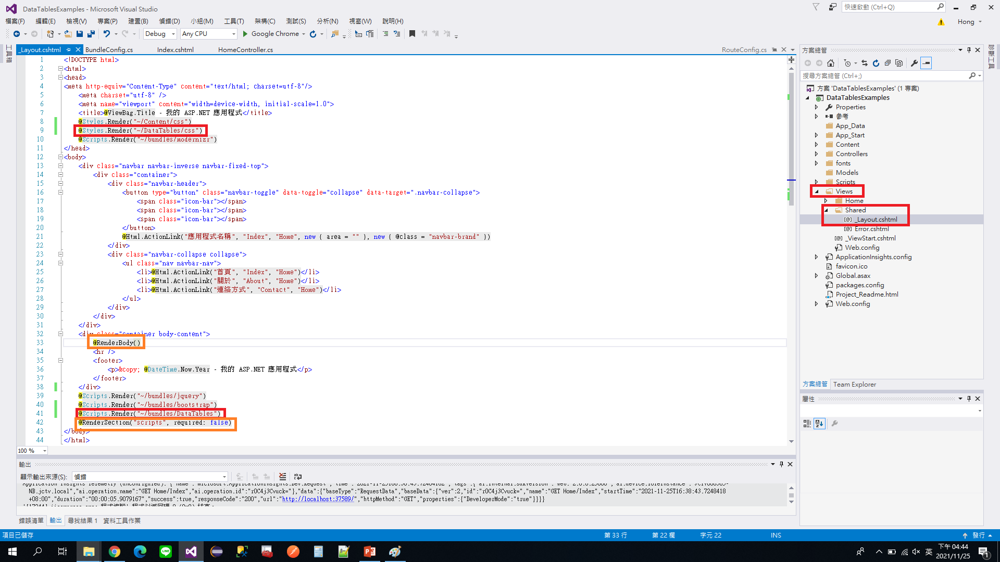 DataTablesExamples - Microsoft Visual Studio
快速啟動 (Ctrl+Q)
檔案(F) 編輯(E) 檢視(V) 專案(P) 建置(B) 偵錯(D) 小組(M) 工具(T) 架構(C) 測試(S) 分析(N) 視窗(W) 說明(H)
Hong
Debug Any CPU Google Chrome
工具箱
_Layout.cshtml BundleConfig.cs Index.cshtml HomeController.cs RouteConfig.cs
1 <!DOCTYPE html>
2 <html>
3 <head>
4 <meta http-equiv="Content-Type" content="text/html; charset=utf-8"/>
5 <meta charset="utf-8" />
6 <meta name="viewport" content="width=device-width, initial-scale=1.0">
7 <title>@ViewBag.Title - 我的 ASP.NET 應用程式</title>
8 @Styles.Render("~/Content/css")
9 @Styles.Render("~/DataTables/css")
10 @Scripts.Render("~/bundles/modernizr")
11 </head>
12 <body>
13 <div class="navbar navbar-inverse navbar-fixed-top">
14 <div class="container">
15 <div class="navbar-header">
16 <button type="button" class="navbar-toggle" data-toggle="collapse" data-target=".navbar-collapse">
17 <span class="icon-bar"></span>
18 <span class="icon-bar"></span>
19 <span class="icon-bar"></span>
20 </button>
21 @Html.ActionLink("應用程式名稱", "Index", "Home", new { area = "" }, new { @class = "navbar-brand" })
22 </div>
23 <div class="navbar-collapse collapse">
24 <ul class="nav navbar-nav">
25 <li>@Html.ActionLink("首頁", "Index", "Home")</li>
26 <li>@Html.ActionLink("關於", "About", "Home")</li>
27 <li>@Html.ActionLink("連絡方式", "Contact", "Home")</li>
28 </ul>
29 </div>
30 </div>
31 </div>
32 <div class="container body-content">
33 @RenderBody()
34 <hr />
35 <footer>
36 <p>&copy; @DateTime.Now.Year - 我的 ASP.NET 應用程式</p>
37 </footer>
38 </div>
39 @Scripts.Render("~/bundles/jquery")
40 @Scripts.Render("~/bundles/bootstrap")
41 @Scripts.Render("~/bundles/DataTables")
42 @RenderSection("scripts", required: false)
43 </body>
44 </html>
100 %
輸出
顯示輸出來源(S): 偵錯
NB.jctv.local","ai.operation.name":"GET Home/Index","ai.operation.id":"rOC4j3Cvuck="},"data":{"baseType":"RequestData","baseData":{"ver":2,"id":"rOC4j3Cvuck=","name":"GET Home/Index","startTime":"2021-11-25T16:38:43.7248418
+08:00","duration":"00:00:05.9079167","success":true,"responseCode":"200","url":"http://localhost:37589/","httpMethod":"GET","properties":{"DeveloperMode":"true"}}}}
錯誤清單 輸出 尋找結果 1 資料工具作業
方案總管
搜尋方案總管 (Ctrl+;)
方案 'DataTablesExamples' (1 專案)
DataTablesExamples
Properties
參考
App_Data
App_Start
Content
Controllers
fonts
Models
Scripts
Views
Home
Shared
_Layout.cshtml
Error.cshtml
_ViewStart.cshtml
Web.config
ApplicationInsights.config
favicon.ico
Global.asax
packages.config
Project_Readme.html
Web.config
方案總管 Team Explorer
屬性
診斷工具
項目已儲存 第 33 行 第 22 欄 字元 22 INS 發行
英
下午 04:44
2021/11/25
1